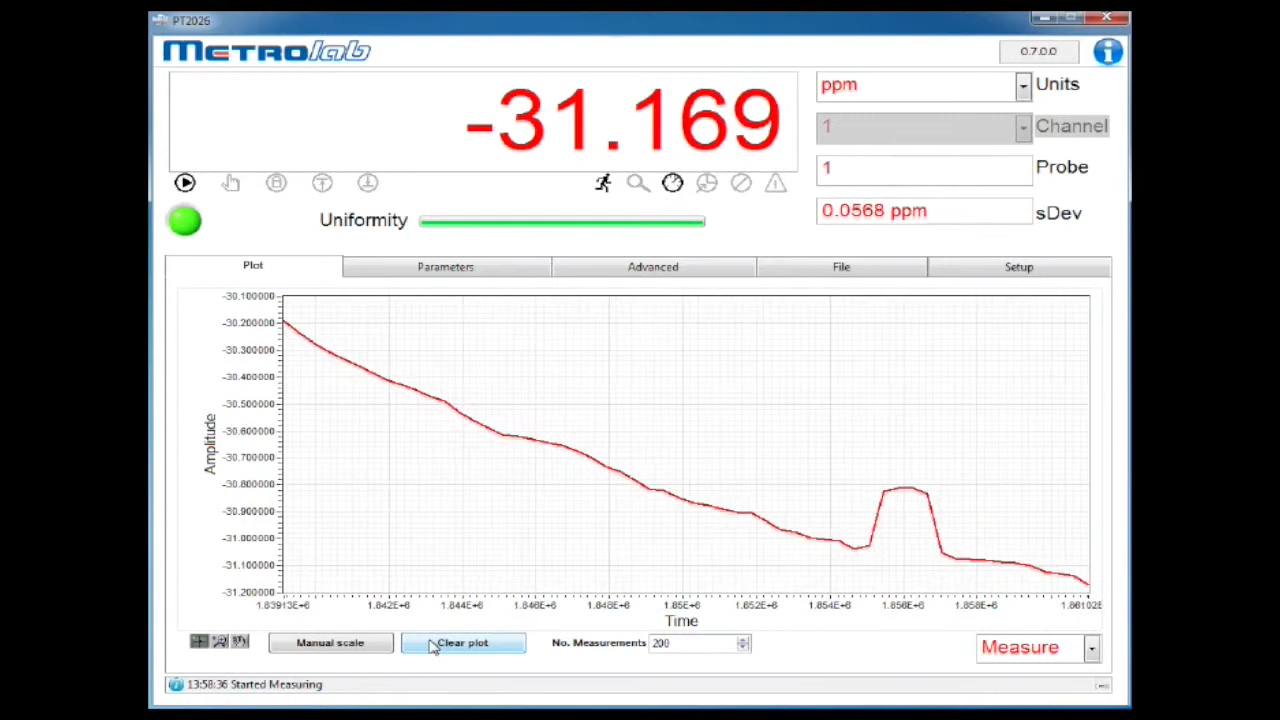 PT2026
METROlab
0.7.0.0
-31.169
ppm
Units
1
Channel
1
Probe
Uniformity
0.0568 ppm
sDev
Plot
Parameters
Advanced
File
Setup
-30.100000
-30.200000
-30.300000
-30.400000
-30.500000
-30.600000
-30.700000
-30.800000
-30.900000
-31.000000
-31.100000
-31.200000
Amplitude
1.83913E+6
1.842E+6
1.844E+6
1.846E+6
1.848E+6
1.85E+6
1.852E+6
1.854E+6
1.856E+6
1.858E+6
Time
Manual scale
Clear plot
No. Measurements
200
Measure
13:58:36 Started Measuring